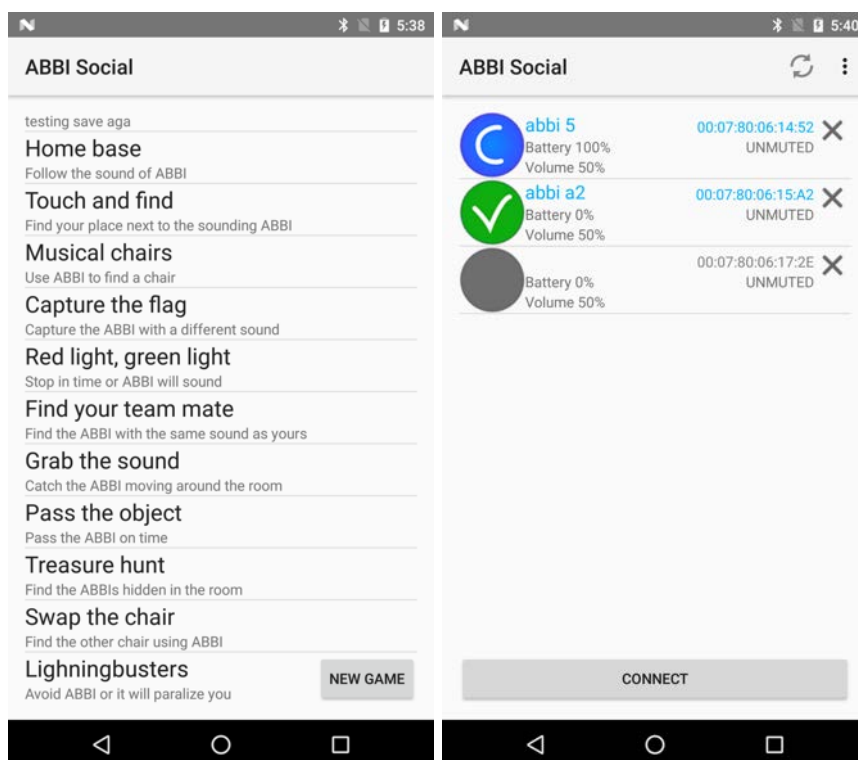 5:38
ABBI Social
testing save aga
Home base
Follow the sound of ABBI
Touch and find
Find your place next to the sounding ABBI
Musical chairs
Use ABBI to find a chair
Capture the flag
Capture the ABBI with a different sound
Red light, green light
Stop in time or ABBI will sound
Find your team mate
Find the ABBI with the same sound as yours
Grab the sound
Catch the ABBI moving around the room
Pass the object
Pass the ABBI on time
Treasure hunt
Find the ABBIs hidden in the room
Swap the chair
Find the other chair using ABBI
Lighningbusters
Avoid ABBI or it will paralize you
NEW GAME
5:40
ABBI Social
abbi 5 00:07:80:06:14:52
Battery 100% UNMUTED
Volume 50%
abbi a2 00:07:80:06:15:A2
Battery 0% UNMUTED
Volume 50%
00:07:80:06:17:2E
Battery 0% UNMUTED
Volume 50%
CONNECT